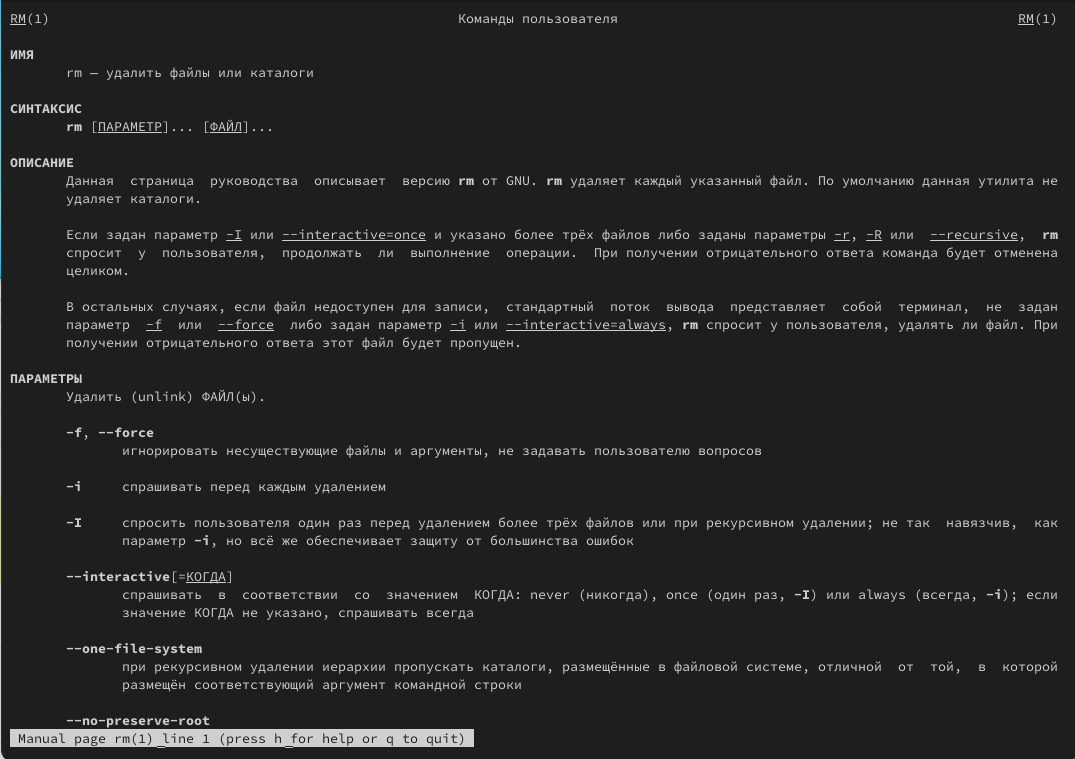 RM(1) Команды пользователя RM(1)
ИМЯ
rm — удалить файлы или каталоги
СИНТАКСИС
rm [ПАРАМЕТР]... [ФАЙЛ]...
ОПИСАНИЕ
Данная страница руководства описывает версию rm от GNU. rm удаляет каждый указанный файл. По умолчанию данная утилита не
удаляет каталоги.
Если задан параметр -I или --interactive=once и указано более трёх файлов либо заданы параметры -r, -R или --recursive, rm
спросит у пользователя, продолжать ли выполнение операции. При получении отрицательного ответа команда будет отменена
целиком.
В остальных случаях, если файл недоступен для записи, стандартный поток вывода представляет собой терминал, не задан
параметр -f или --force либо задан параметр -i или --interactive=always, rm спросит у пользователя, удалять ли файл. При
получении отрицательного ответа этот файл будет пропущен.
ПАРАМЕТРЫ
Удалить (unlink) ФАЙЛ(ы).
-f, --force
игнорировать несуществующие файлы и аргументы, не задавать пользователю вопросов
-i спрашивать перед каждым удалением
-I спросить пользователя один раз перед удалением более трёх файлов или при рекурсивном удалении; не так навязчив, как
параметр -i, но всё же обеспечивает защиту от большинства ошибок
--interactive[=КОГДА]
спрашивать в соответствии со значением КОГДА: never (никогда), once (один раз, -I) или always (всегда, -i); если
значение КОГДА не указано, спрашивать всегда
--one-file-system
при рекурсивном удалении иерархии пропускать каталоги, размещённые в файловой системе, отличной от той, в которой
размещён соответствующий аргумент командной строки
--no-preserve-root
Manual page rm(1) line 1 (press h for help or q to quit)